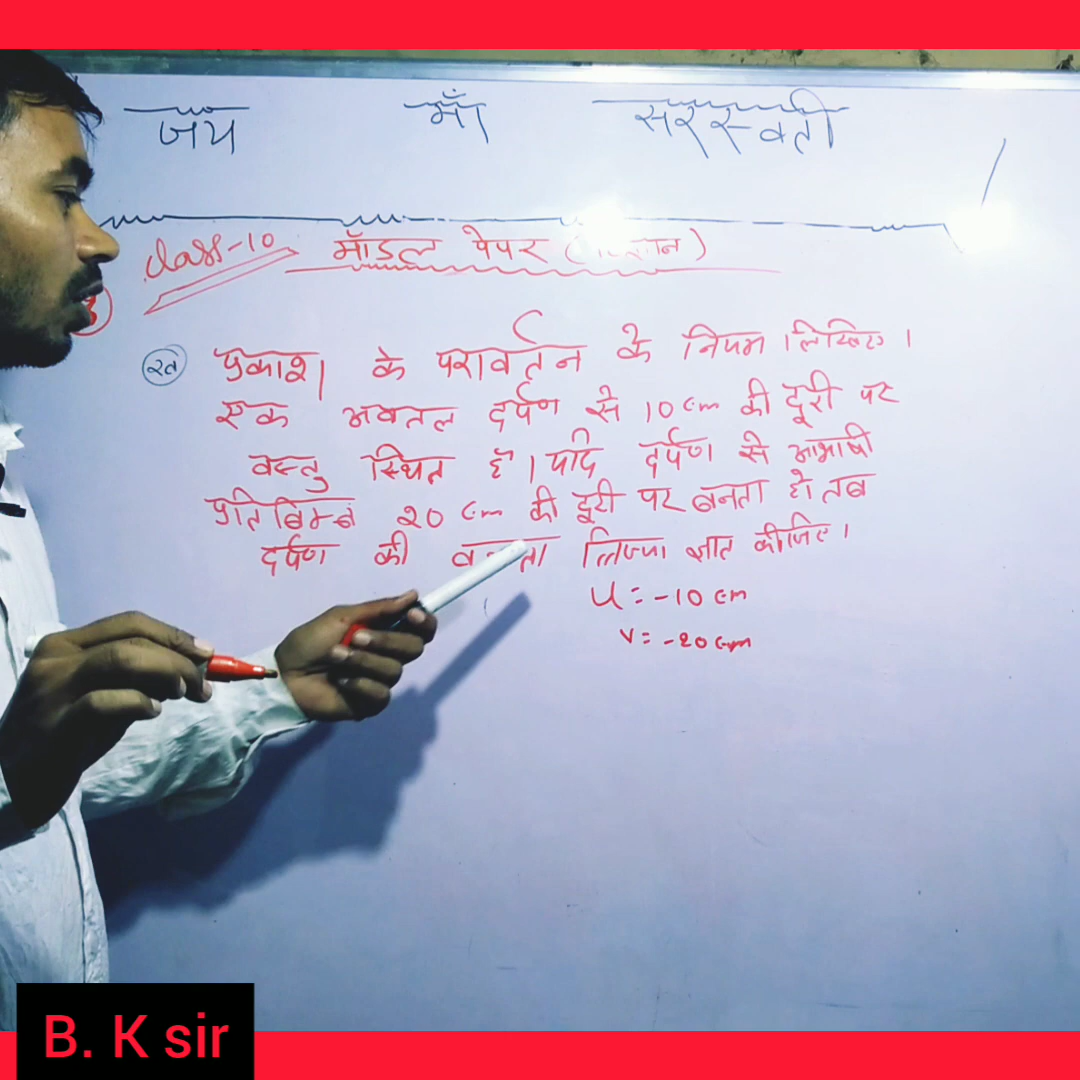 जय माँ सरस्वती
Class-10 मॉडल पेपर (विज्ञान)
प्रकाश के परावर्तन के नियम लिखिए।
एक अवतल दर्पण से 10 cm की दूरी पर
वस्तु स्थित है। यदि दर्पण से आभाषी
प्रतिबिम्ब 20 cm की दूरी पर बनता हो तब
दर्पण की त्रिज्या ज्ञात कीजिए।
u = -10 cm
v = -20 cm
B. K sir